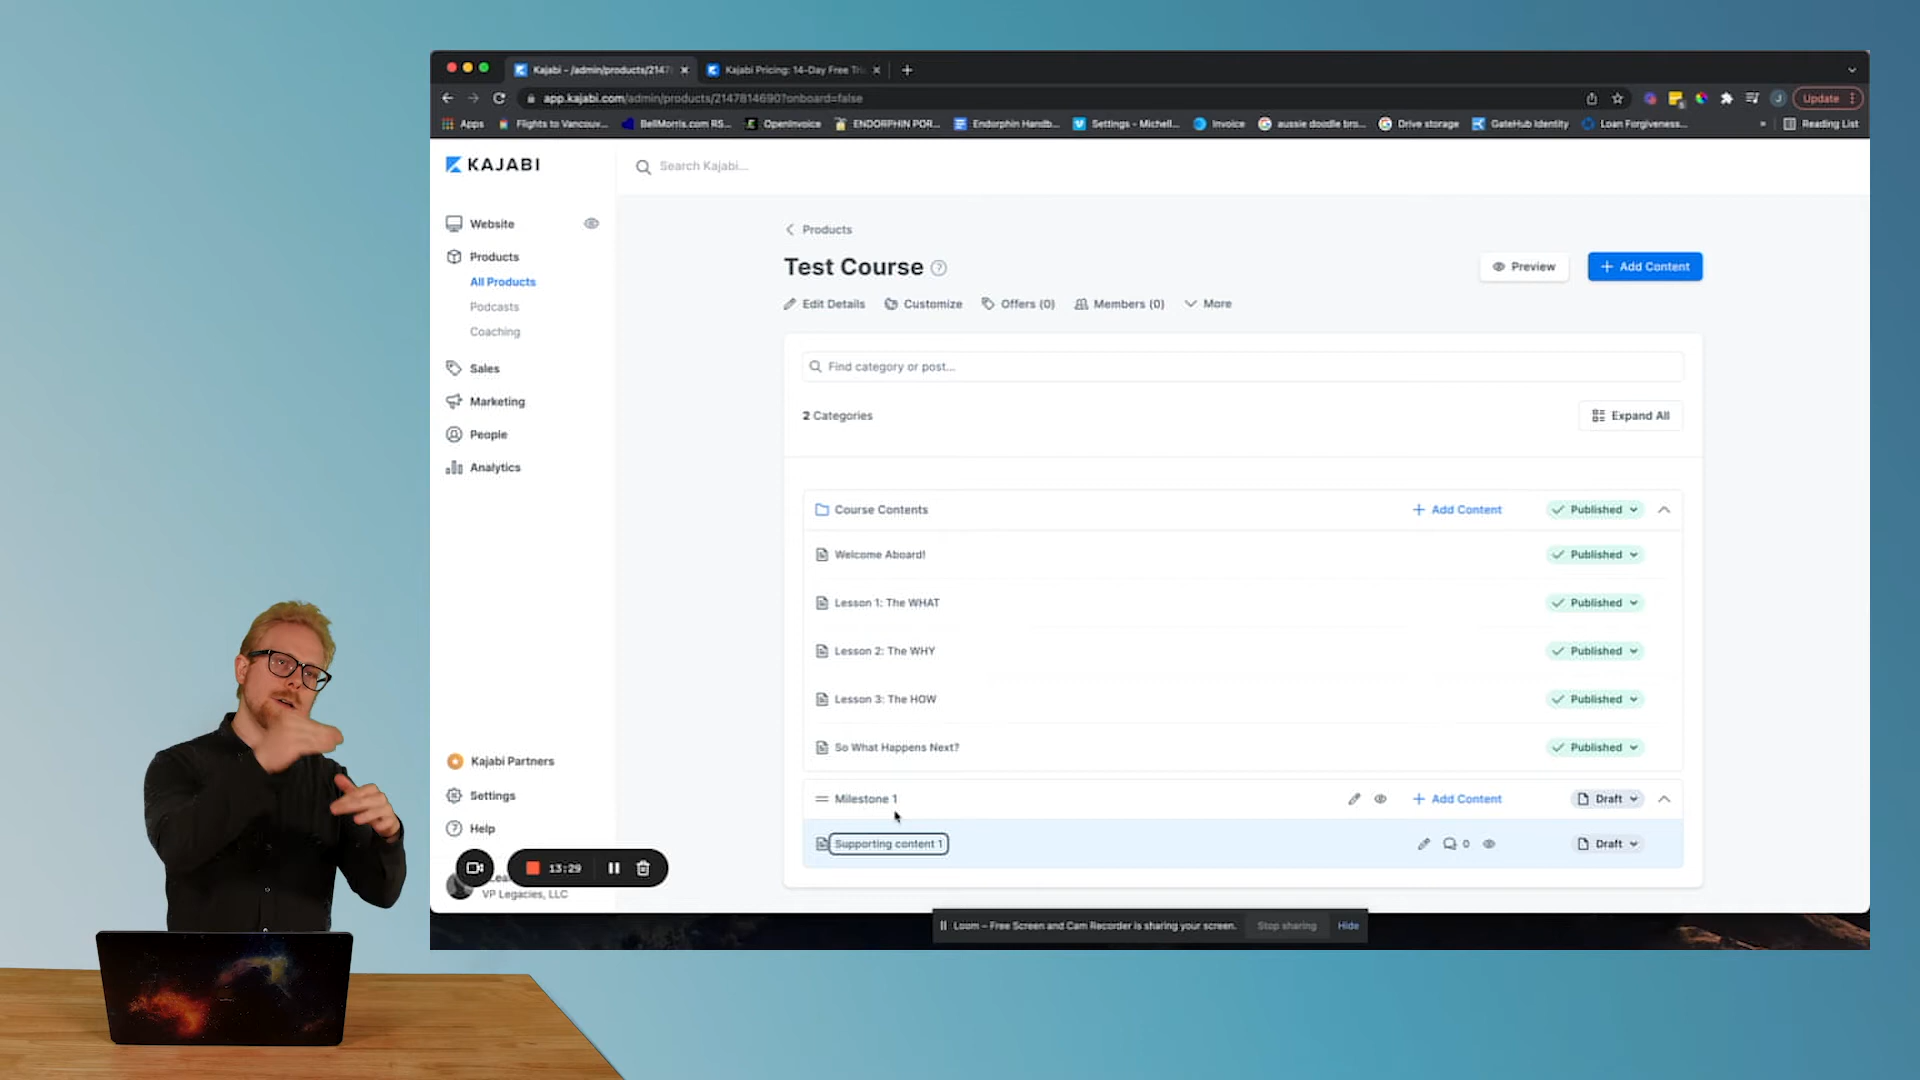 Kajabi - /admin/products/2147
Kajabi Pricing: 14-Day Free Tri
app.kajabi.com/admin/products/2147814690?onboard=false
Update
Apps
Flights to Vancouv...
BellMorris.com RS...
OpenInvoice
ENDORPHIN POR...
Endorphin Handb...
Settings - Michell...
Invoice
aussie doodle bro...
Drive storage
GateHub Identity
Loan Forgiveness...
»
Reading List
KAJABI
Search Kajabi...
Website
Products
All Products
Podcasts
Coaching
Sales
Marketing
People
Analytics
Kajabi Partners
Settings
Help
13:29
VP Legacies, LLC
Products
Test Course
Preview
Add Content
Edit Details
Customize
Offers (0)
Members (0)
More
Find category or post...
2 Categories
Expand All
Course Contents
Add Content
Published
Welcome Aboard!
Published
Lesson 1: The WHAT
Published
Lesson 2: The WHY
Published
Lesson 3: The HOW
Published
So What Happens Next?
Published
Milestone 1
Add Content
Draft
Supporting content 1
0
Draft
Loom – Free Screen and Cam Recorder is sharing your screen.
Stop sharing
Hide